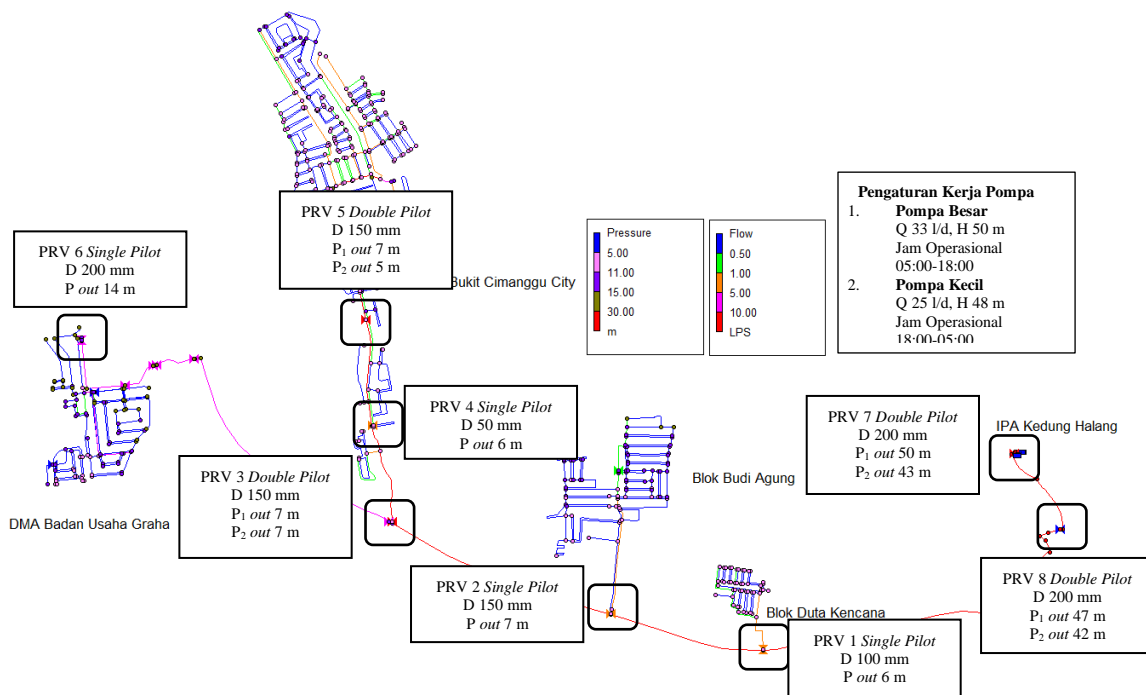 PRV 5 Double Pilot
D 150 mm
P1 out 7 m
P2 out 5 m
Bukit Cimanggu City
PRV 6 Single Pilot
D 200 mm
P out 14 m
Pressure
5.00
11.00
15.00
30.00
m
Flow
0.50
1.00
5.00
10.00
LPS
Pengaturan Kerja Pompa
1. Pompa Besar
Q 33 l/d, H 50 m
Jam Operasional
05:00-18:00
2. Pompa Kecil
Q 25 l/d, H 48 m
Jam Operasional
18:00-05:00
PRV 4 Single Pilot
D 50 mm
P out 6 m
PRV 7 Double Pilot
D 200 mm
P1 out 50 m
P2 out 43 m
IPA Kedung Halang
PRV 3 Double Pilot
D 150 mm
P1 out 7 m
P2 out 7 m
Blok Budi Agung
DMA Badan Usaha Graha
PRV 2 Single Pilot
D 150 mm
P out 7 m
Blok Duta Kencana
PRV 8 Double Pilot
D 200 mm
P1 out 47 m
P2 out 42 m
PRV 1 Single Pilot
D 100 mm
P out 6 m